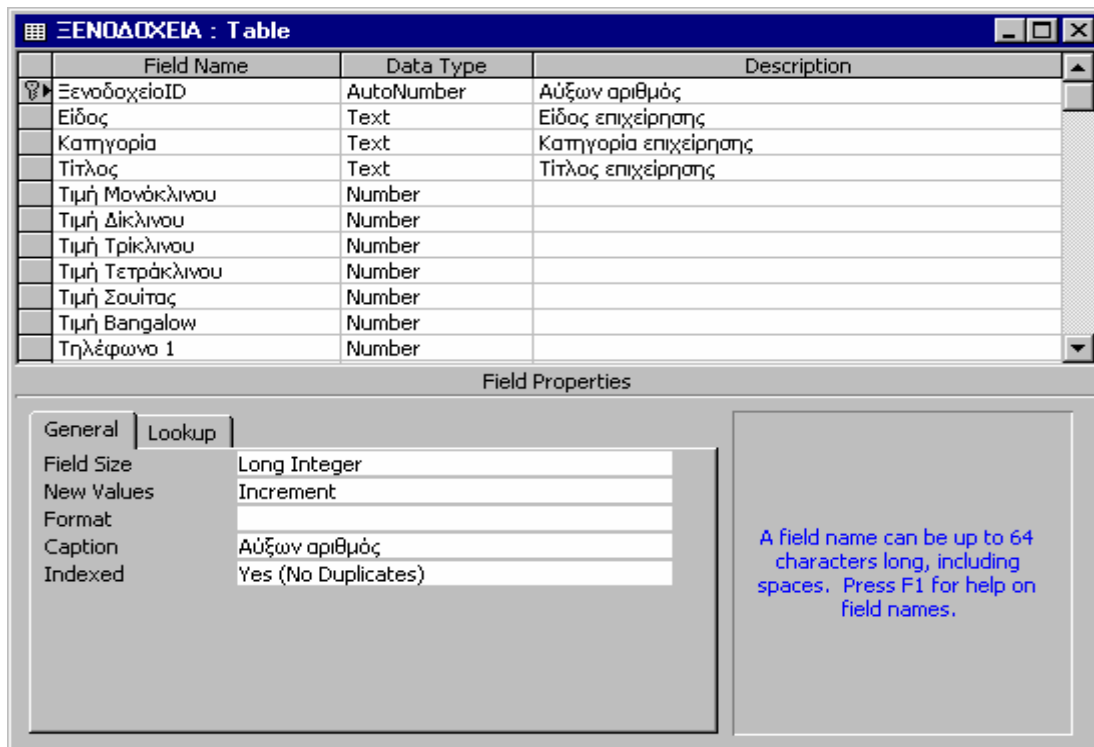 ΞΕΝΟΔΟΧΕΙΑ : Table
Field Name Data Type Description
ΞενοδοχείοID AutoNumber Αύξων αριθμός
Είδος Text Είδος επιχείρησης
Κατηγορία Text Κατηγορία επιχείρησης
Τίτλος Text Τίτλος επιχείρησης
Τιμή Μονόκλινου Number
Τιμή Δίκλινου Number
Τιμή Τρίκλινου Number
Τιμή Τετράκλινου Number
Τιμή Σουίτας Number
Τιμή Bangalow Number
Τηλέφωνο 1 Number
Field Properties
General Lookup
Field Size Long Integer
New Values Increment
Format
Caption Αύξων αριθμός
Indexed Yes (No Duplicates)
A field name can be up to 64
characters long, including
spaces. Press F1 for help on
field names.